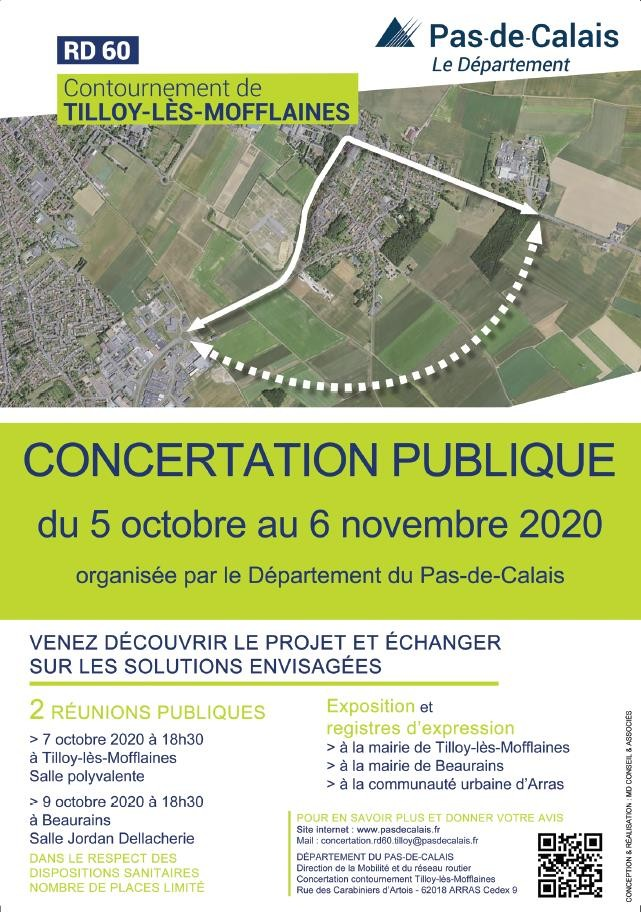 RD 60
Contournement de
TILLOY-LÈS-MOFFLAINES
Pas-de-Calais
Le Département
CONCERTATION PUBLIQUE
du 5 octobre au 6 novembre 2020
organisée par le Département du Pas-de-Calais
VENEZ DÉCOUVRIR LE PROJET ET ÉCHANGER
SUR LES SOLUTIONS ENVISAGÉES
2 RÉUNIONS PUBLIQUES
> 7 octobre 2020 à 18h30
à Tilloy-lès-Mofflaines
Salle polyvalente
> 9 octobre 2020 à 18h30
à Beaurains
Salle Jordan Dellacherie
DANS LE RESPECT DES
DISPOSITIONS SANITAIRES
NOMBRE DE PLACES LIMITÉ
Exposition et
registres d'expression
> à la mairie de Tilloy-lès-Mofflaines
> à la mairie de Beaurains
> à la communauté urbaine d'Arras
POUR EN SAVOIR PLUS ET DONNER VOTRE AVIS
Site internet : www.pasdecalais.fr
Mail : concertation.rd60.tilloy@pasdecalais.fr
DÉPARTEMENT DU PAS-DE-CALAIS
Direction de la Mobilité et du réseau routier
Concertation contournement Tilloy-lès-Mofflaines
Rue des Carabiniers d'Artois - 62018 ARRAS Cedex 9
CONCEPTION & RÉALISATION : MD CONSEIL & ASSOCIÉS